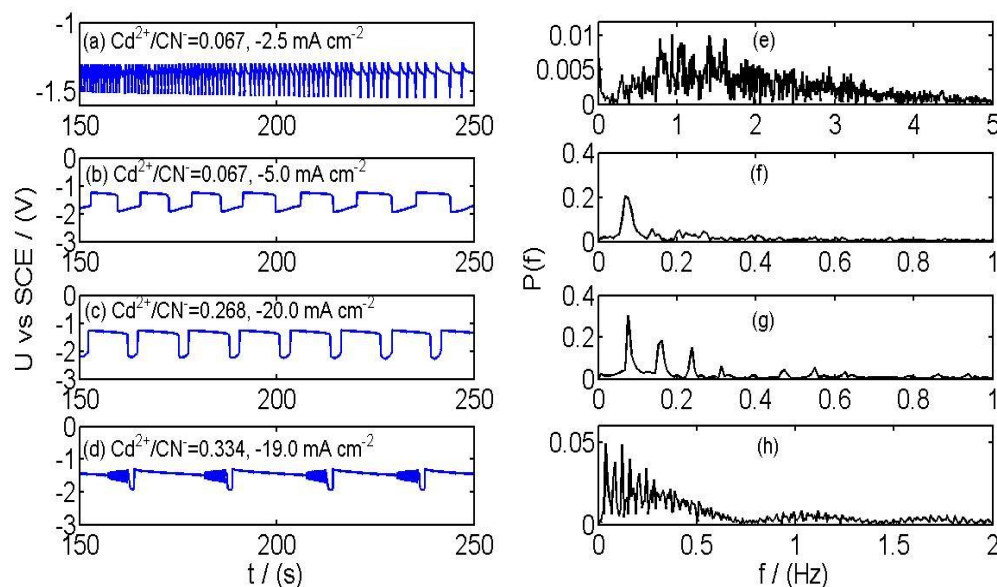 -1
(a) Cd²⁺/CN⁻=0.067, -2.5 mA cm⁻²
-1.5
150 200 250
0
(b) Cd²⁺/CN⁻=0.067, -5.0 mA cm⁻²
-1
-2
-3
150 200 250
0
(c) Cd²⁺/CN⁻=0.268, -20.0 mA cm⁻²
-1
-2
-3
150 200 250
0
(d) Cd²⁺/CN⁻=0.334, -19.0 mA cm⁻²
-1
-2
-3
150 200 250
t / (s)
U vs SCE / (V)
0.01
(e)
0.005
0
0 1 2 3 4 5
0.4
(f)
0.2
0
0 0.2 0.4 0.6 0.8 1
0.4
(g)
0.2
0
0 0.2 0.4 0.6 0.8 1
0.05
(h)
0
0 0.5 1 1.5 2
f / (Hz)
P(f)